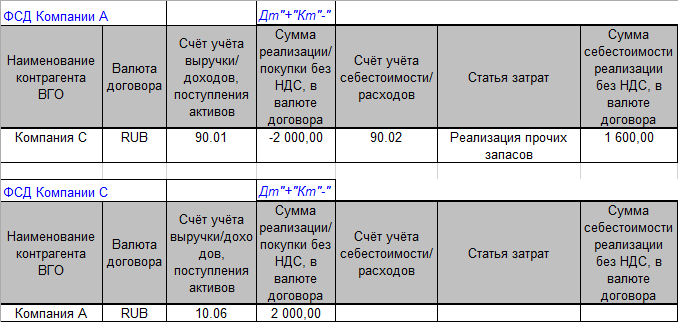 ФСД Компании А Дт"+"Кт"-"
Наименование
контрагента
ВГО
Валюта
договора
Счёт учёта
выручки/
доходов,
поступления
активов
Сумма
реализации/
покупки без
НДС, в
валюте
договора
Счёт учёта
себестоимости/
расходов
Статья затрат
Сумма
себестоимости
реализации
без НДС, в
валюте
договора
Компания С RUB 90.01 -2 000,00 90.02 Реализация прочих 1 600,00
запасов
ФСД Компании С Дт"+"Кт"-"
Наименование
контрагента
ВГО
Валюта
договора
Счёт учёта
выручки/дохо
дов,
поступления
активов
Сумма
реализации/
покупки без
НДС, в
валюте
договора
Счёт учёта
себестоимости/
расходов
Статья затрат
Сумма
себестоимости
реализации
без НДС, в
валюте
договора
Компания А RUB 10.06 2 000,00